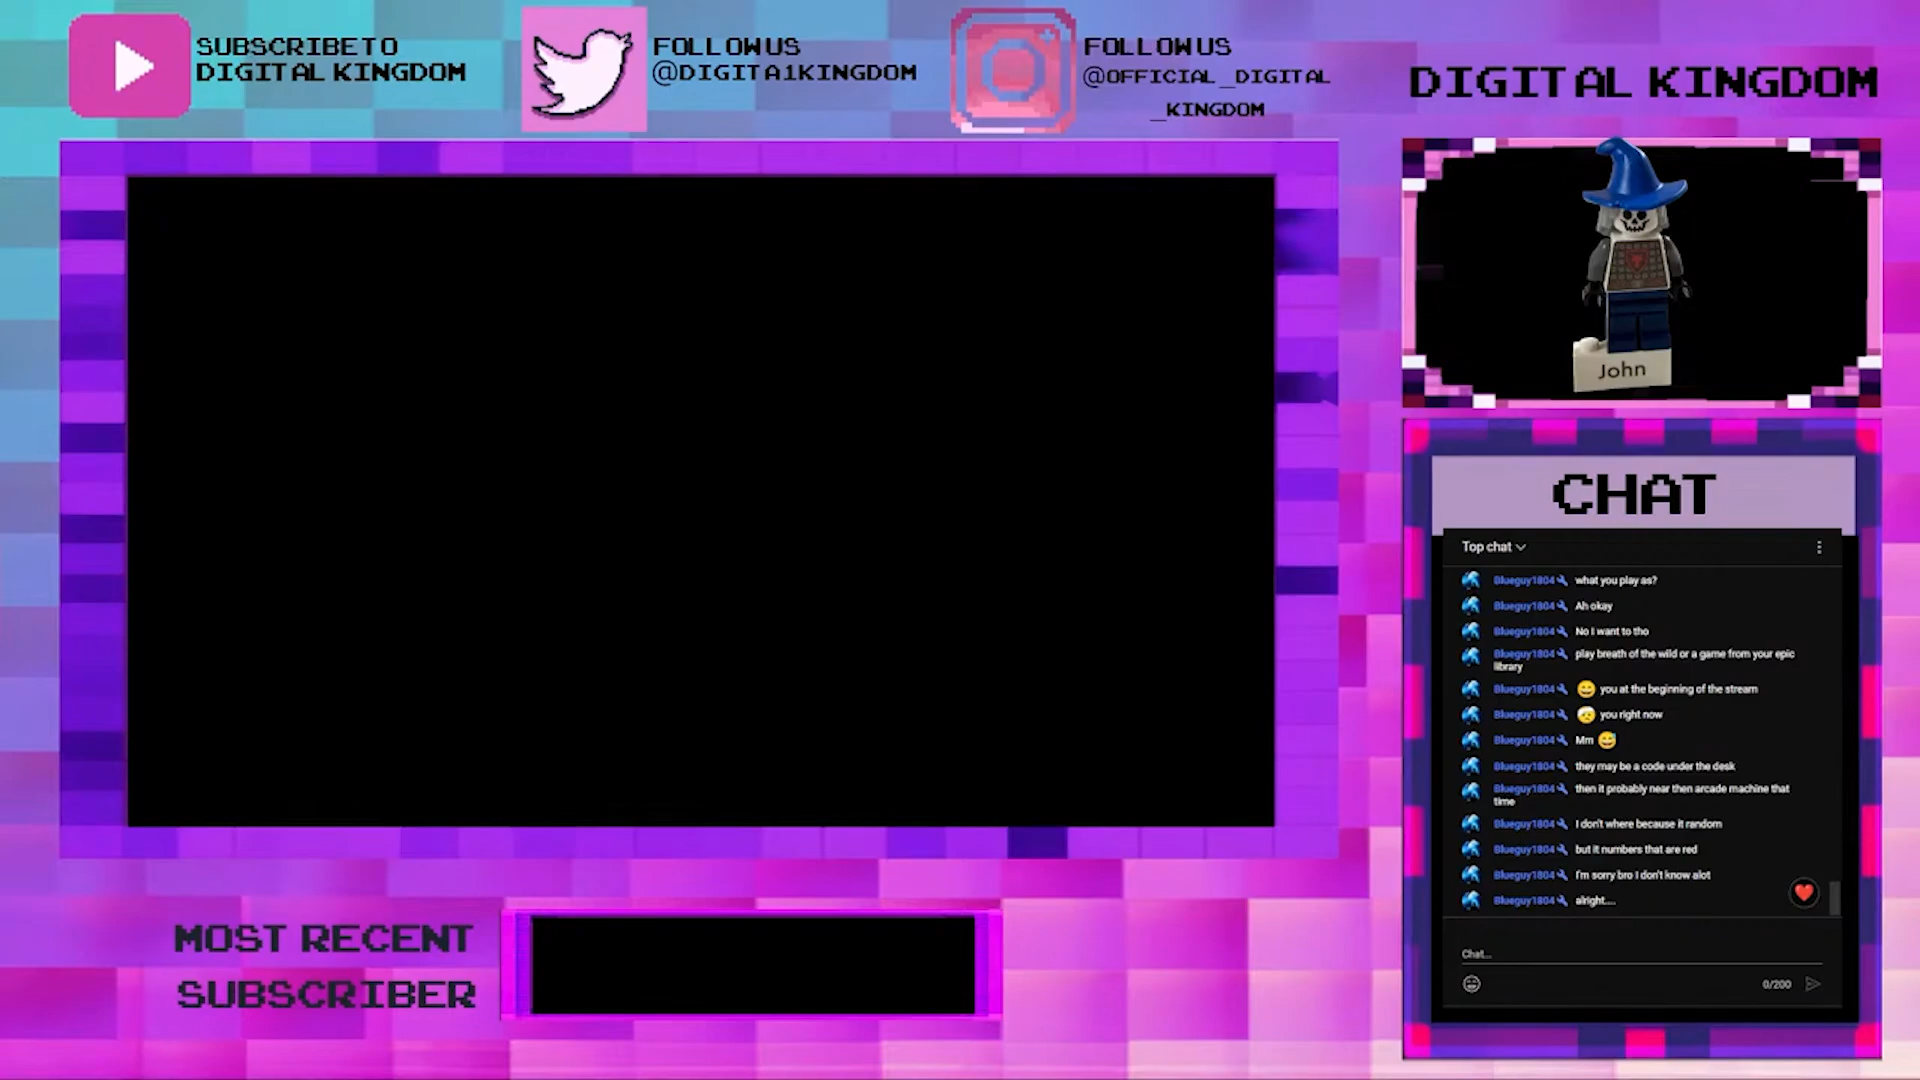 SUBSCRIBE TO
DIGITAL KINGDOM
FOLLOW US
@DIGITA1KINGDOM
FOLLOW US
@OFFICIAL_DIGITAL
_KINGDOM
DIGITAL KINGDOM
John
CHAT
Top chat
Blueguy1804 what you play as?
Blueguy1804 Ah okay
Blueguy1804 No I want to tho
Blueguy1804 play breath of the wild or a game from your epic
library
Blueguy1804 😄 you at the beginning of the stream
Blueguy1804 🤕 you right now
Blueguy1804 Mm 😅
Blueguy1804 they may be a code under the desk
Blueguy1804 then it probably near then arcade machine that
time
Blueguy1804 I don't where because it random
Blueguy1804 but it numbers that are red
Blueguy1804 I'm sorry bro I don't know alot
Blueguy1804 alright....
Chat...
0/200
MOST RECENT
SUBSCRIBER